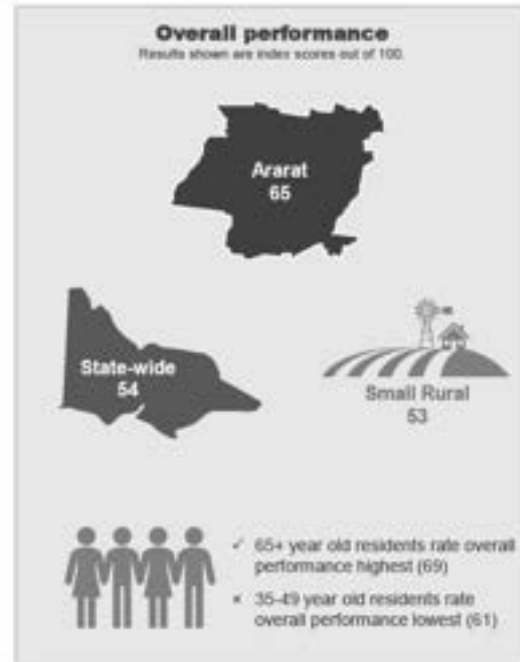 Overall performance
Results shown are index scores out of 100.
Ararat
65
State-wide
54
Small Rural
53
✓ 65+ year old residents rate overall
performance highest (69)
× 35-49 year old residents rate
overall performance lowest (61)